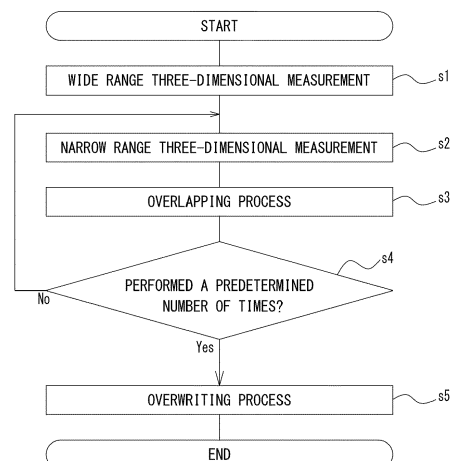 START
WIDE RANGE THREE-DIMENSIONAL MEASUREMENT
s1
NARROW RANGE THREE-DIMENSIONAL MEASUREMENT
s2
OVERLAPPING PROCESS
s3
s4
PERFORMED A PREDETERMINED
NUMBER OF TIMES?
No
Yes
OVERWRITING PROCESS
s5
END